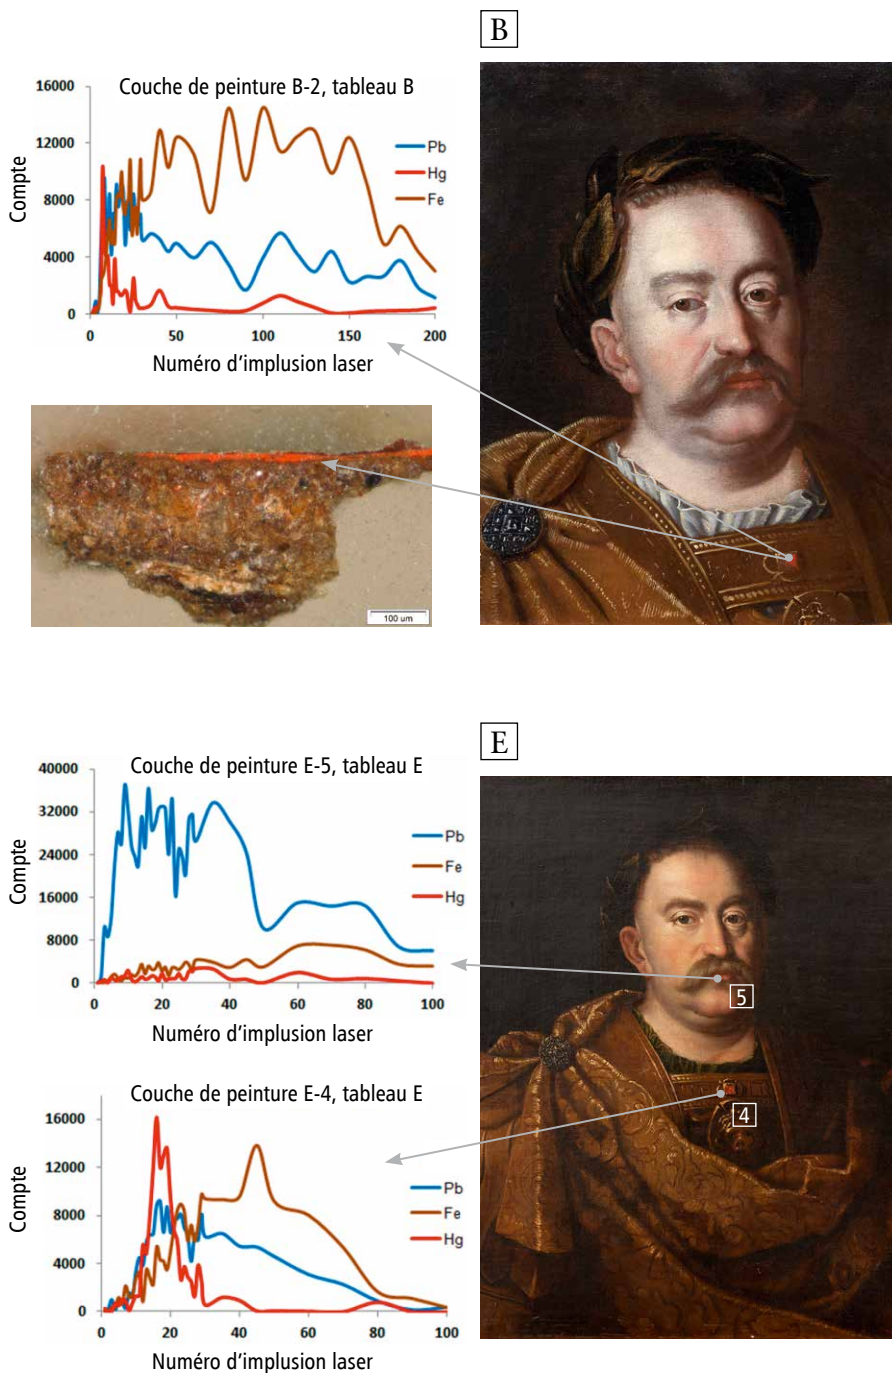 B
Couche de peinture B-2, tableau B
16000
12000
8000
4000
0
Compte
Pb
Hg
Fe
0 50 100 150 200
Numéro d'implusion laser
100 um
E
Couche de peinture E-5, tableau E
40000
32000
24000
16000
8000
0
Compte
Pb
Fe
Hg
0 20 40 60 80 100
Numéro d'implusion laser
5
Couche de peinture E-4, tableau E
16000
12000
8000
4000
0
Compte
Pb
Fe
Hg
0 20 40 60 80 100
Numéro d'implusion laser
4